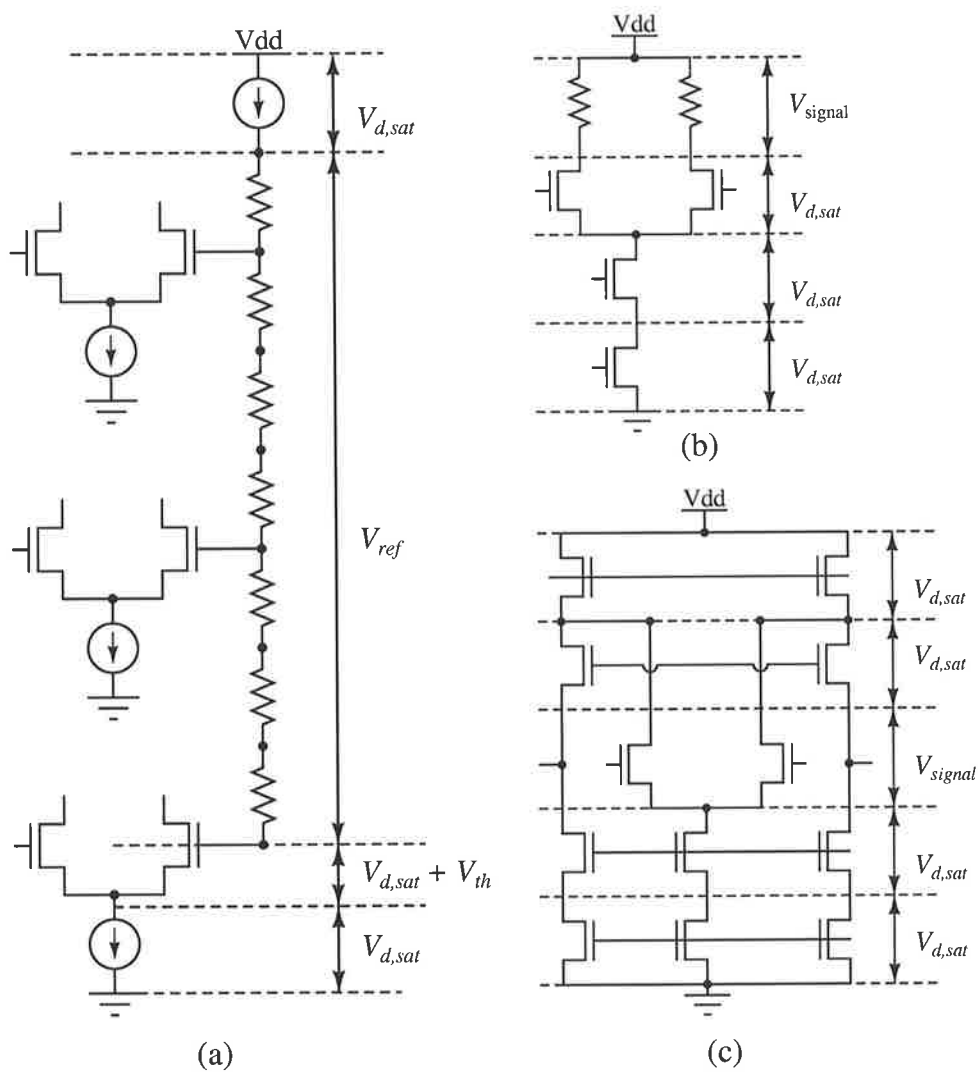 Vdd
V_{d,sat}
V_{ref}
V_{d,sat} + V_{th}
V_{d,sat}
(a)
Vdd
V_{signal}
V_{d,sat}
V_{d,sat}
V_{d,sat}
(b)
Vdd
V_{d,sat}
V_{d,sat}
V_{signal}
V_{d,sat}
V_{d,sat}
(c)